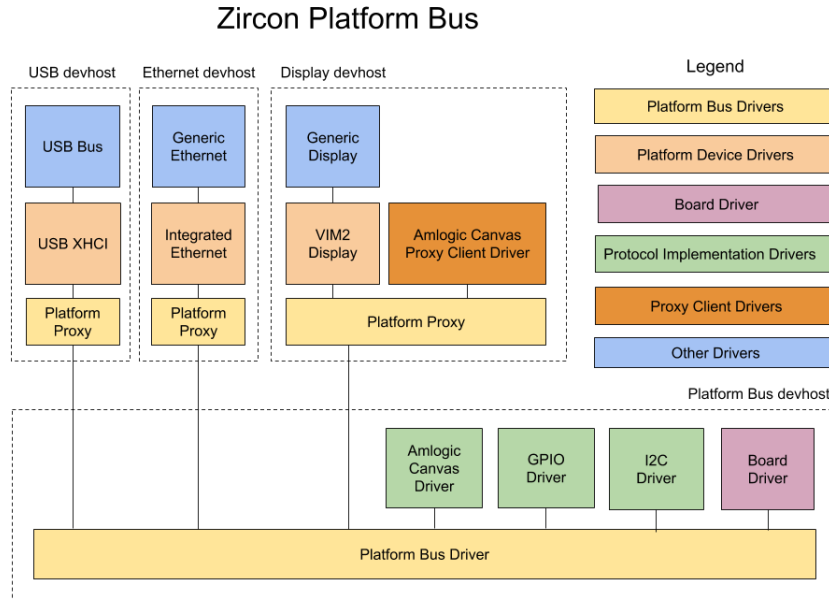 Zircon Platform Bus
USB devhost
Ethernet devhost
Display devhost
Legend
USB Bus
Generic
Ethernet
Generic
Display
Platform Bus Drivers
Platform Device Drivers
Board Driver
Protocol Implementation Drivers
Proxy Client Drivers
Other Drivers
USB XHCI
Integrated
Ethernet
VIM2
Display
Amlogic Canvas
Proxy Client Driver
Platform
Proxy
Platform
Proxy
Platform Proxy
Platform Bus devhost
Amlogic
Canvas
Driver
GPIO
Driver
I2C
Driver
Board
Driver
Platform Bus Driver